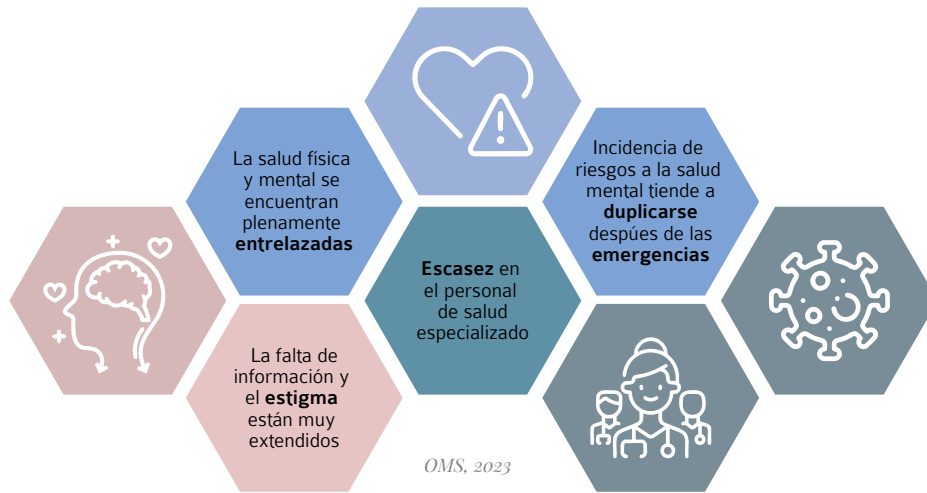 La salud física
y mental se
encuentran
plenamente
entrelazadas
Incidencia de
riesgos a la salud
mental tiende a
duplicarse
despúes de las
emergencias
Escasez en
el personal
de salud
especializado
La falta de
información y
el estigma
están muy
extendidos
OMS, 2023